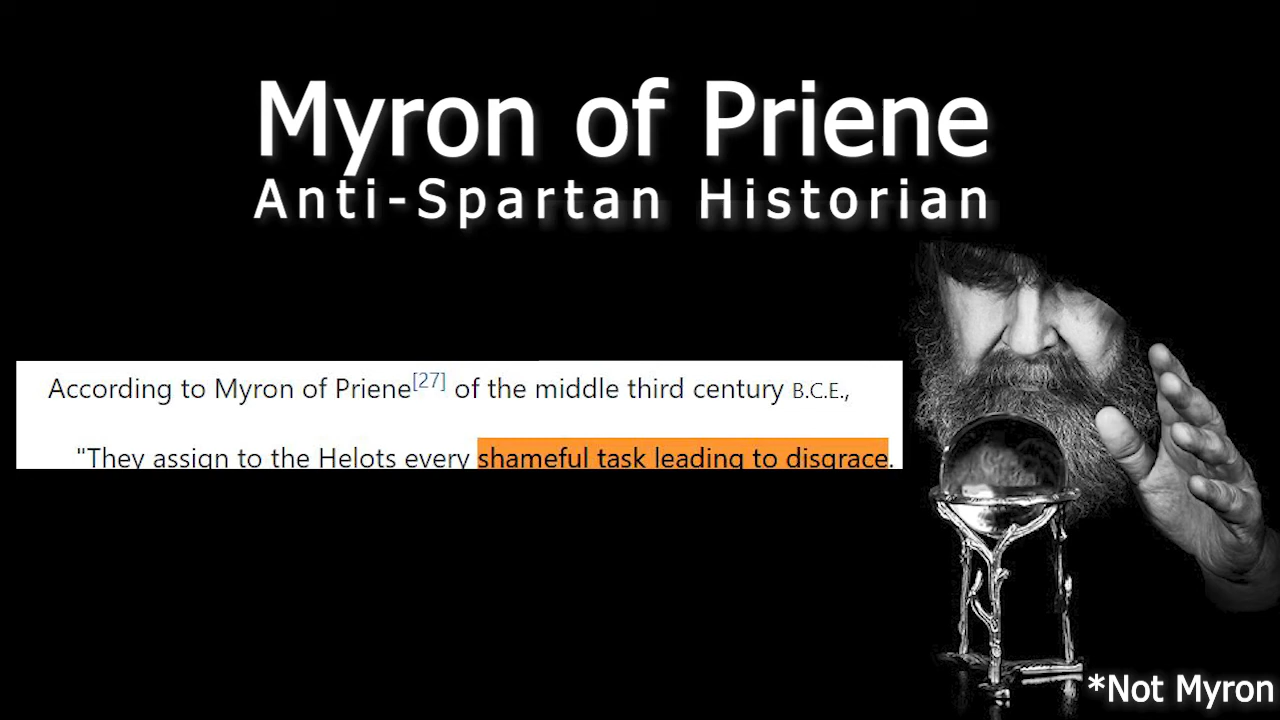 Myron of Priene
Anti-Spartan Historian
According to Myron of Priene[27] of the middle third century B.C.E.,
"They assign to the Helots every shameful task leading to disgrace.
*Not Myron